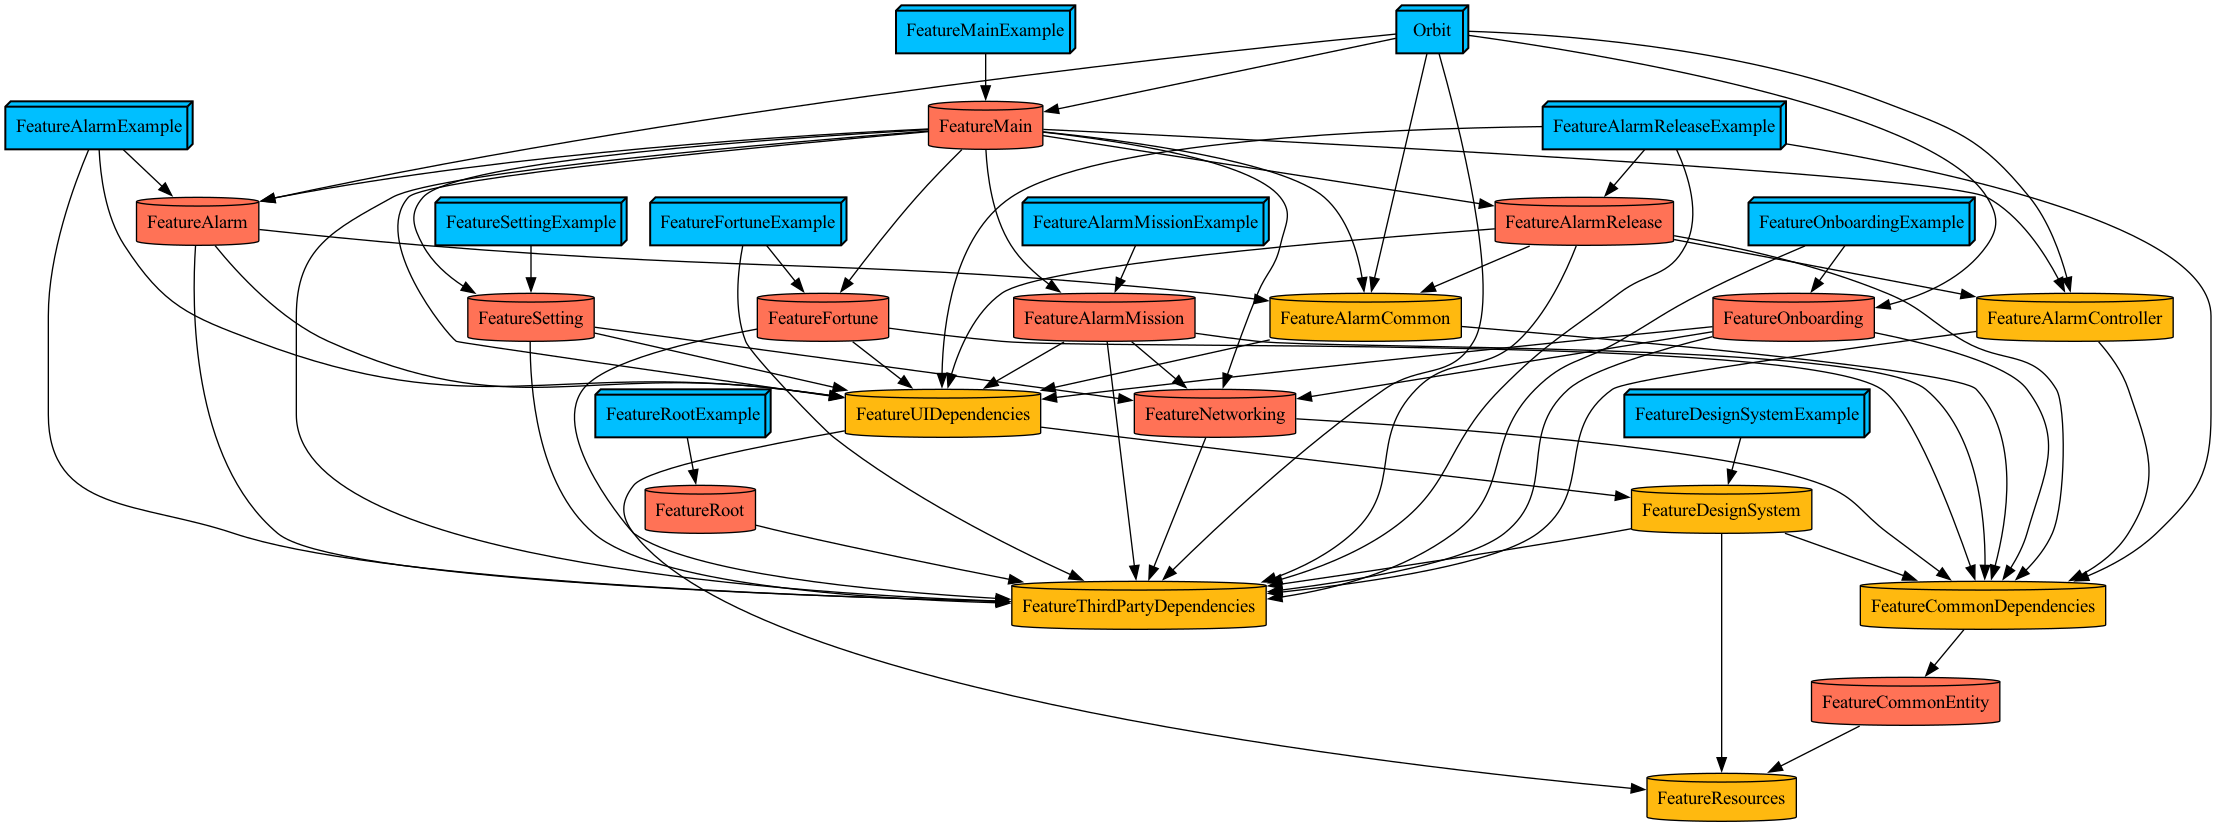 FeatureMainExample
Orbit
FeatureAlarmExample
FeatureMain
FeatureAlarmReleaseExample
FeatureAlarm
FeatureSettingExample
FeatureFortuneExample
FeatureAlarmMissionExample
FeatureAlarmRelease
FeatureOnboardingExample
FeatureSetting
FeatureFortune
FeatureAlarmMission
FeatureAlarmCommon
FeatureOnboarding
FeatureAlarmController
FeatureRootExample
FeatureUIDependencies
FeatureNetworking
FeatureDesignSystemExample
FeatureRoot
FeatureDesignSystem
FeatureThirdPartyDependencies
FeatureCommonDependencies
FeatureCommonEntity
FeatureResources